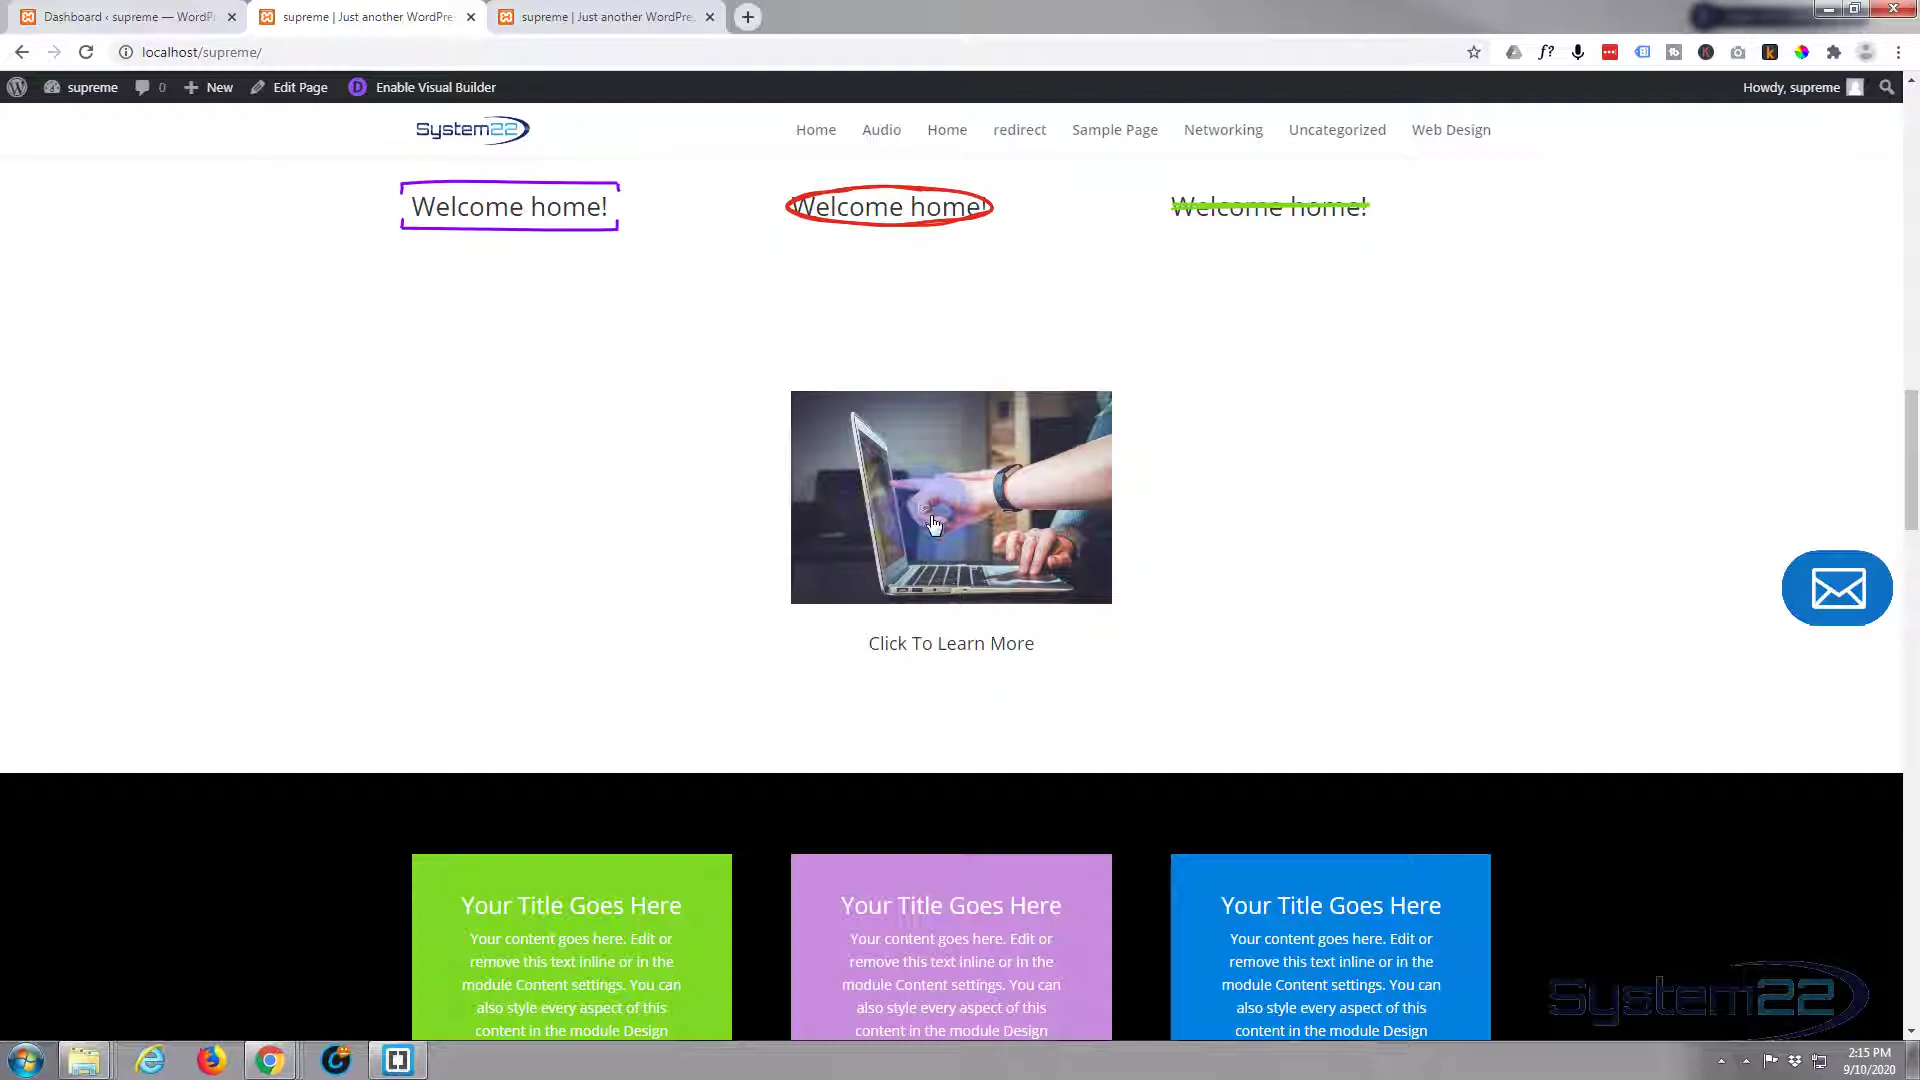 Dashboard ‹ supreme — WordP
supreme | Just another WordPre
supreme | Just another WordPre
localhost/supreme/
f?
supreme
0
New
Edit Page
D
Enable Visual Builder
Howdy, supreme
System22
Home
Audio
Home
redirect
Sample Page
Networking
Uncategorized
Web Design
Welcome home!
Welcome home!
Welcome home!
Click To Learn More
Your Title Goes Here
Your content goes here. Edit or
remove this text inline or in the
module Content settings. You can
also style every aspect of this
content in the module Design
Your Title Goes Here
Your content goes here. Edit or
remove this text inline or in the
module Content settings. You can
also style every aspect of this
content in the module Design
Your Title Goes Here
Your content goes here. Edit or
remove this text inline or in the
module Content settings. You can
also style every aspect of this
content in the module Design
System22
2:15 PM
9/10/2020